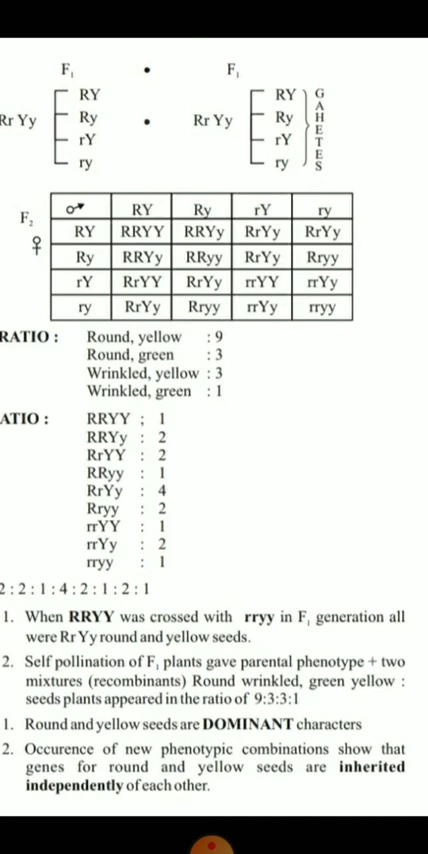 F₁ • F₁
Rr Yy RY • Rr Yy RY
Ry Ry
rY rY
ry ry
GAHETES
F₂
♂ RY Ry rY ry
♀ RY RRYY RRYy RrYy RrYy
Ry RRYy RRyy RrYy Rryy
rY RrYY RrYy rrYY rrYy
ry RrYy Rryy rrYy rryy
RATIO : Round, yellow : 9
Round, green : 3
Wrinkled, yellow : 3
Wrinkled, green : 1
ATIO : RRYY ; 1
RRYy : 2
RrYY : 2
RRyy : 1
RrYy : 4
Rryy : 2
rrYY : 1
rrYy : 2
rryy : 1
2 : 2 : 1 : 4 : 2 : 1 : 2 : 1
1. When RRYY was crossed with rryy in F₁ generation all
were Rr Yy round and yellow seeds.
2. Self pollination of F₁ plants gave parental phenotype + two
mixtures (recombinants) Round wrinkled, green yellow :
seeds plants appeared in the ratio of 9:3:3:1
1. Round and yellow seeds are DOMINANT characters
2. Occurence of new phenotypic combinations show that
genes for round and yellow seeds are inherited
independently of each other.